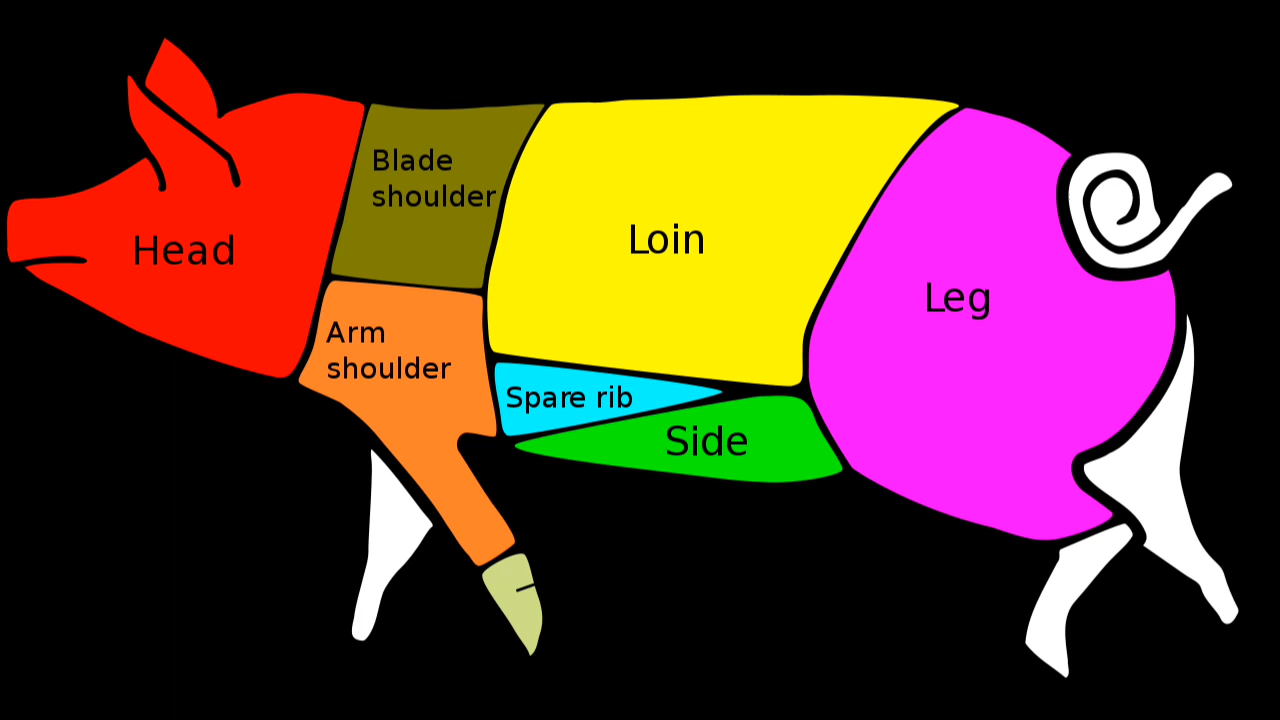 Head
Blade
shoulder
Arm
shoulder
Loin
Spare rib
Side
Leg